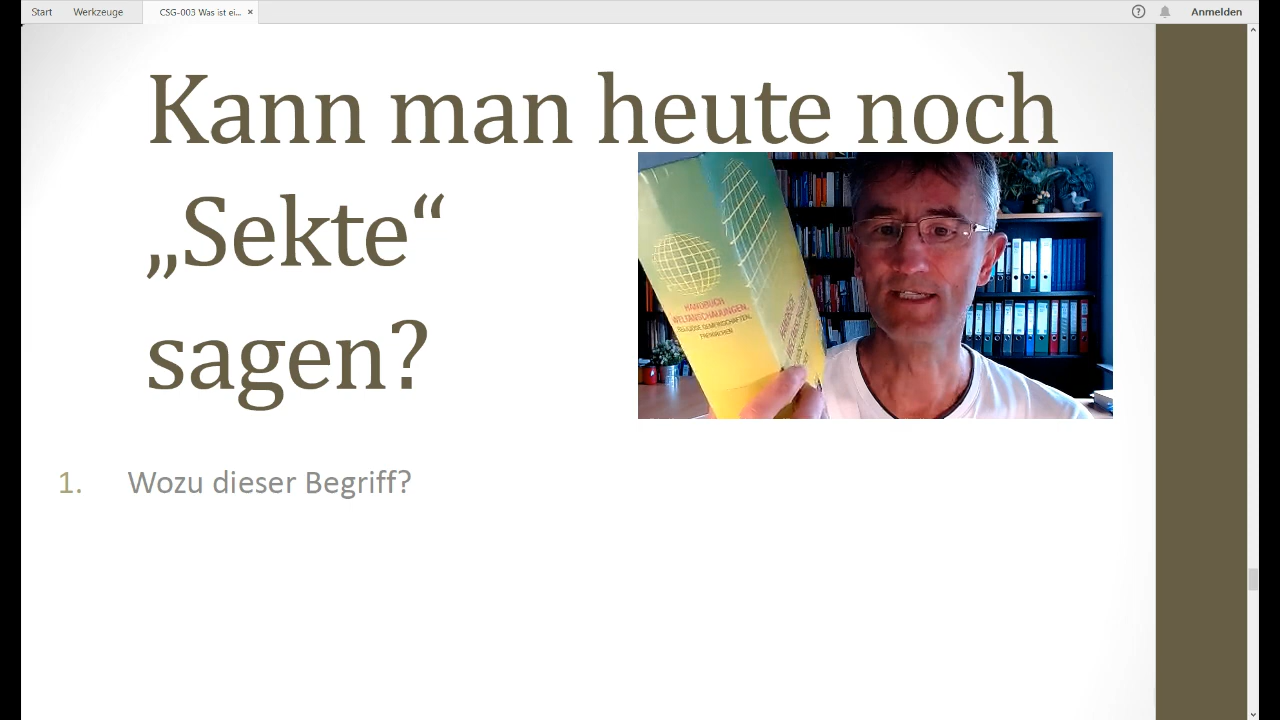 Start Werkzeuge CSG-003 Was ist ei... × ? Anmelden
Kann man heute noch
„Sekte“
sagen?
HANDBUCH
WELTANSCHAUUNGEN,
RELIGIÖSE GEMEINSCHAFTEN,
FREIKIRCHEN
1. Wozu dieser Begriff?